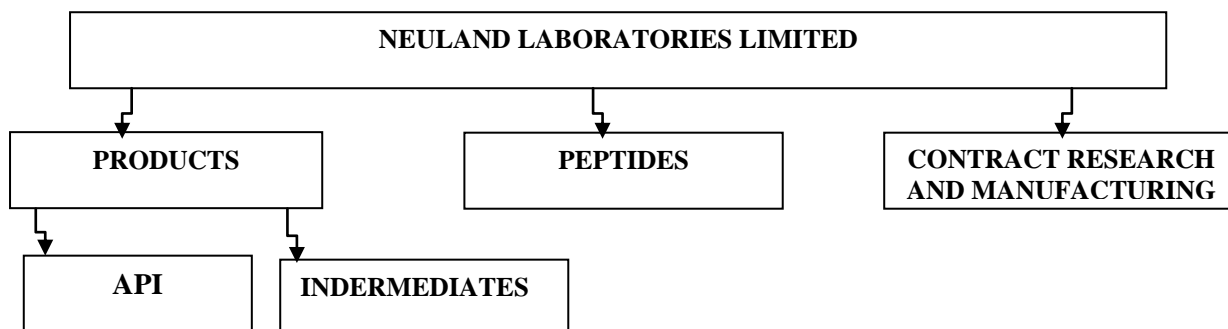 NEULAND LABORATORIES LIMITED
PRODUCTS
PEPTIDES
CONTRACT RESEARCH
AND MANUFACTURING
API
INDERMEDIATES